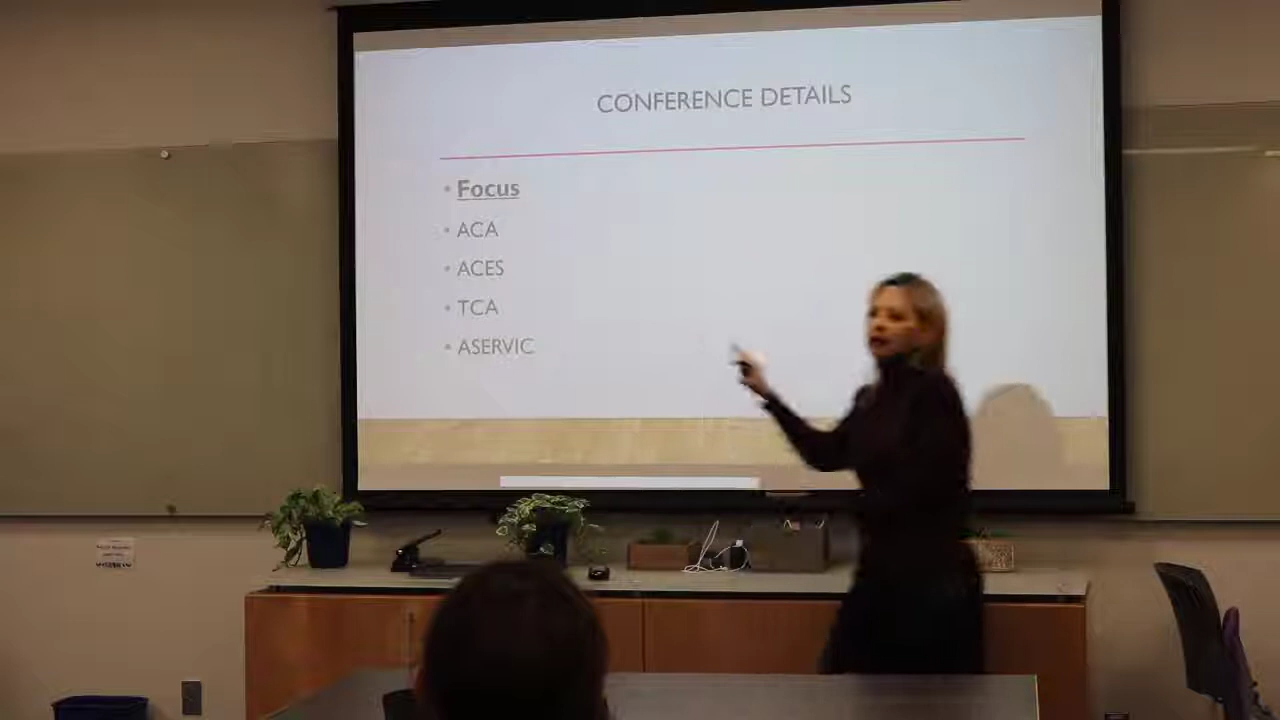 CONFERENCE DETAILS
• Focus
• ACA
• ACES
• TCA
• ASERVIC